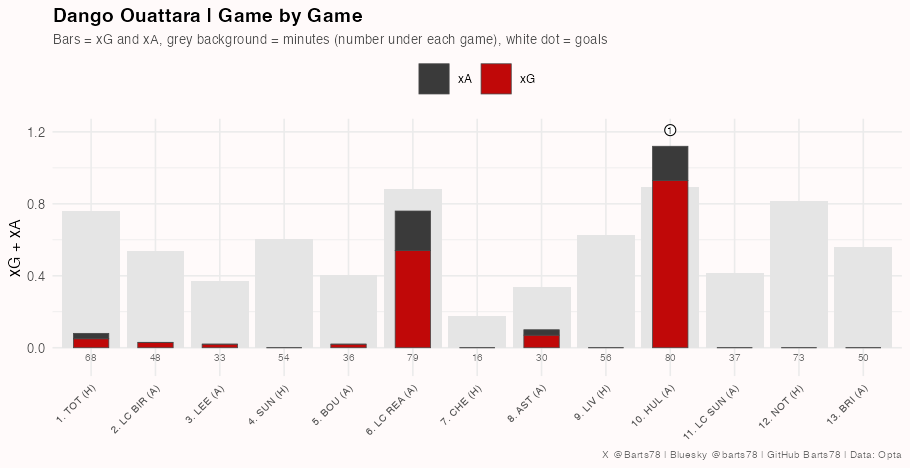 Dango Ouattara | Game by Game
Bars = xG and xA, grey background = minutes (number under each game), white dot = goals
xA xG
xG + xA
1.2
0.8
0.4
0.0
1
68 48 33 54 36 79 16 30 56 80 37 73 50
1. TOT (H)
2. LC BIR (A)
3. LEE (A)
4. SUN (H)
5. BOU (A)
6. LC REA (A)
7. CHE (H)
8. AST (A)
9. LIV (H)
10. HUL (A)
11. LC SUN (A)
12. NOT (H)
13. BRI (A)
X @Barts78 | Bluesky @barts78 | GitHub Barts78 | Data: Opta